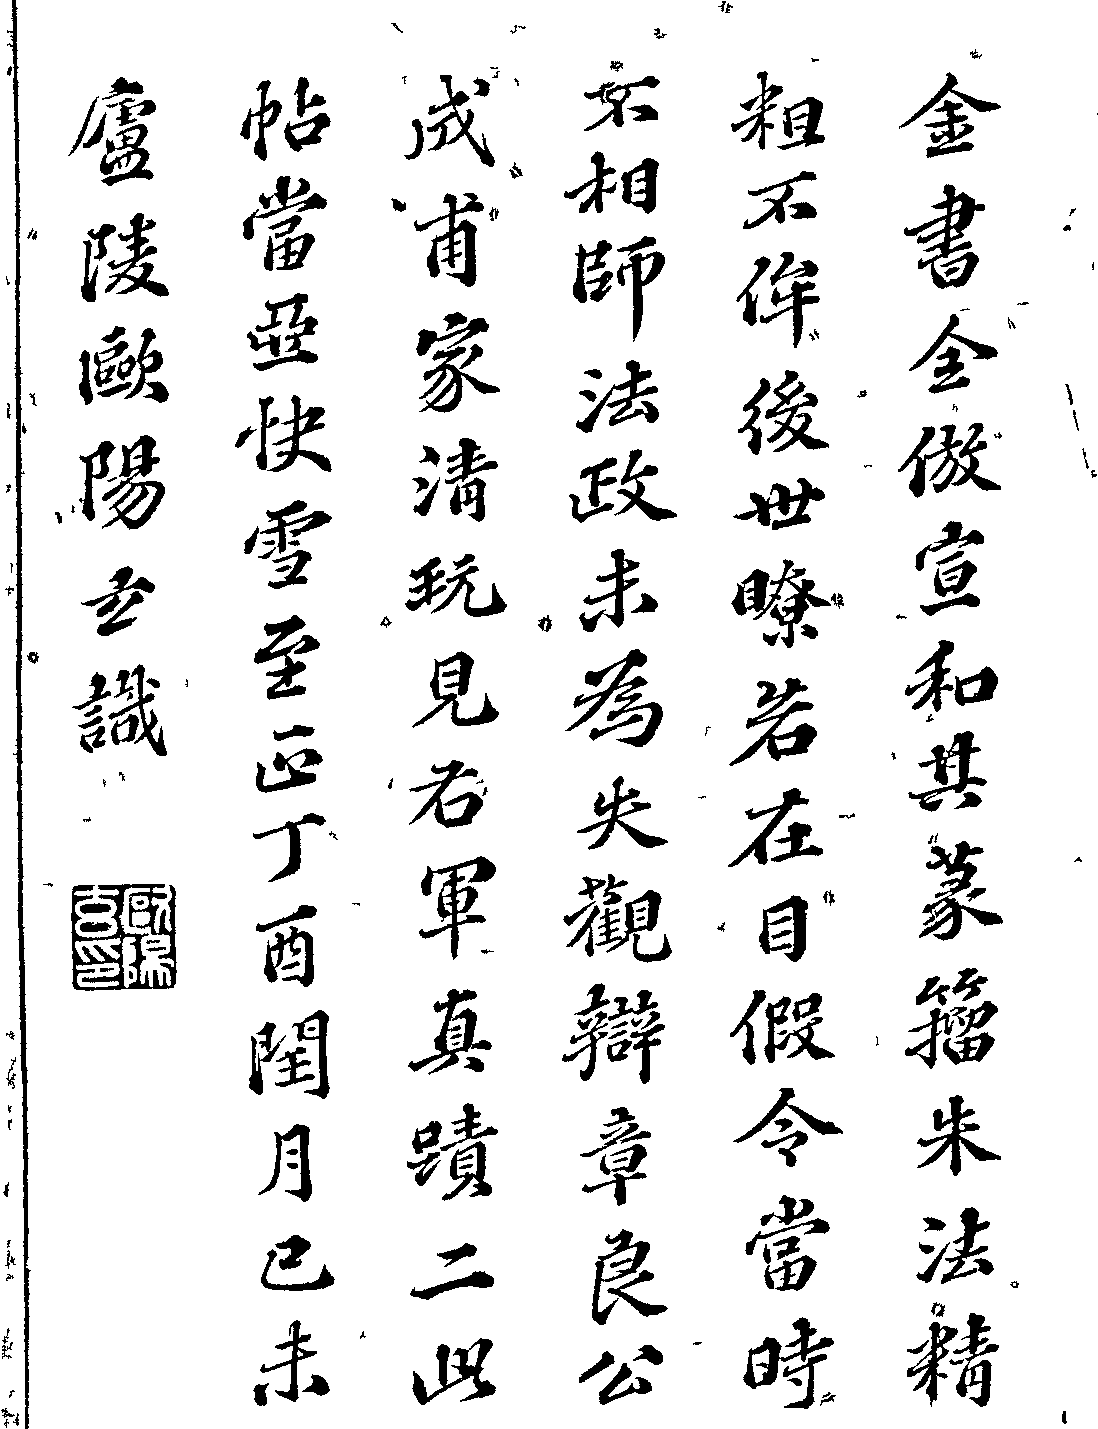 金書全倣宣和其篆籀朱法精
粗不侔後世瞭若在目假令當時
不相師法政未為失觀辯章良公
成甫家清玩見右軍真蹟二此
帖當亞快雪至正丁酉閏月己未
廬陵歐陽玄識
歐陽玄印